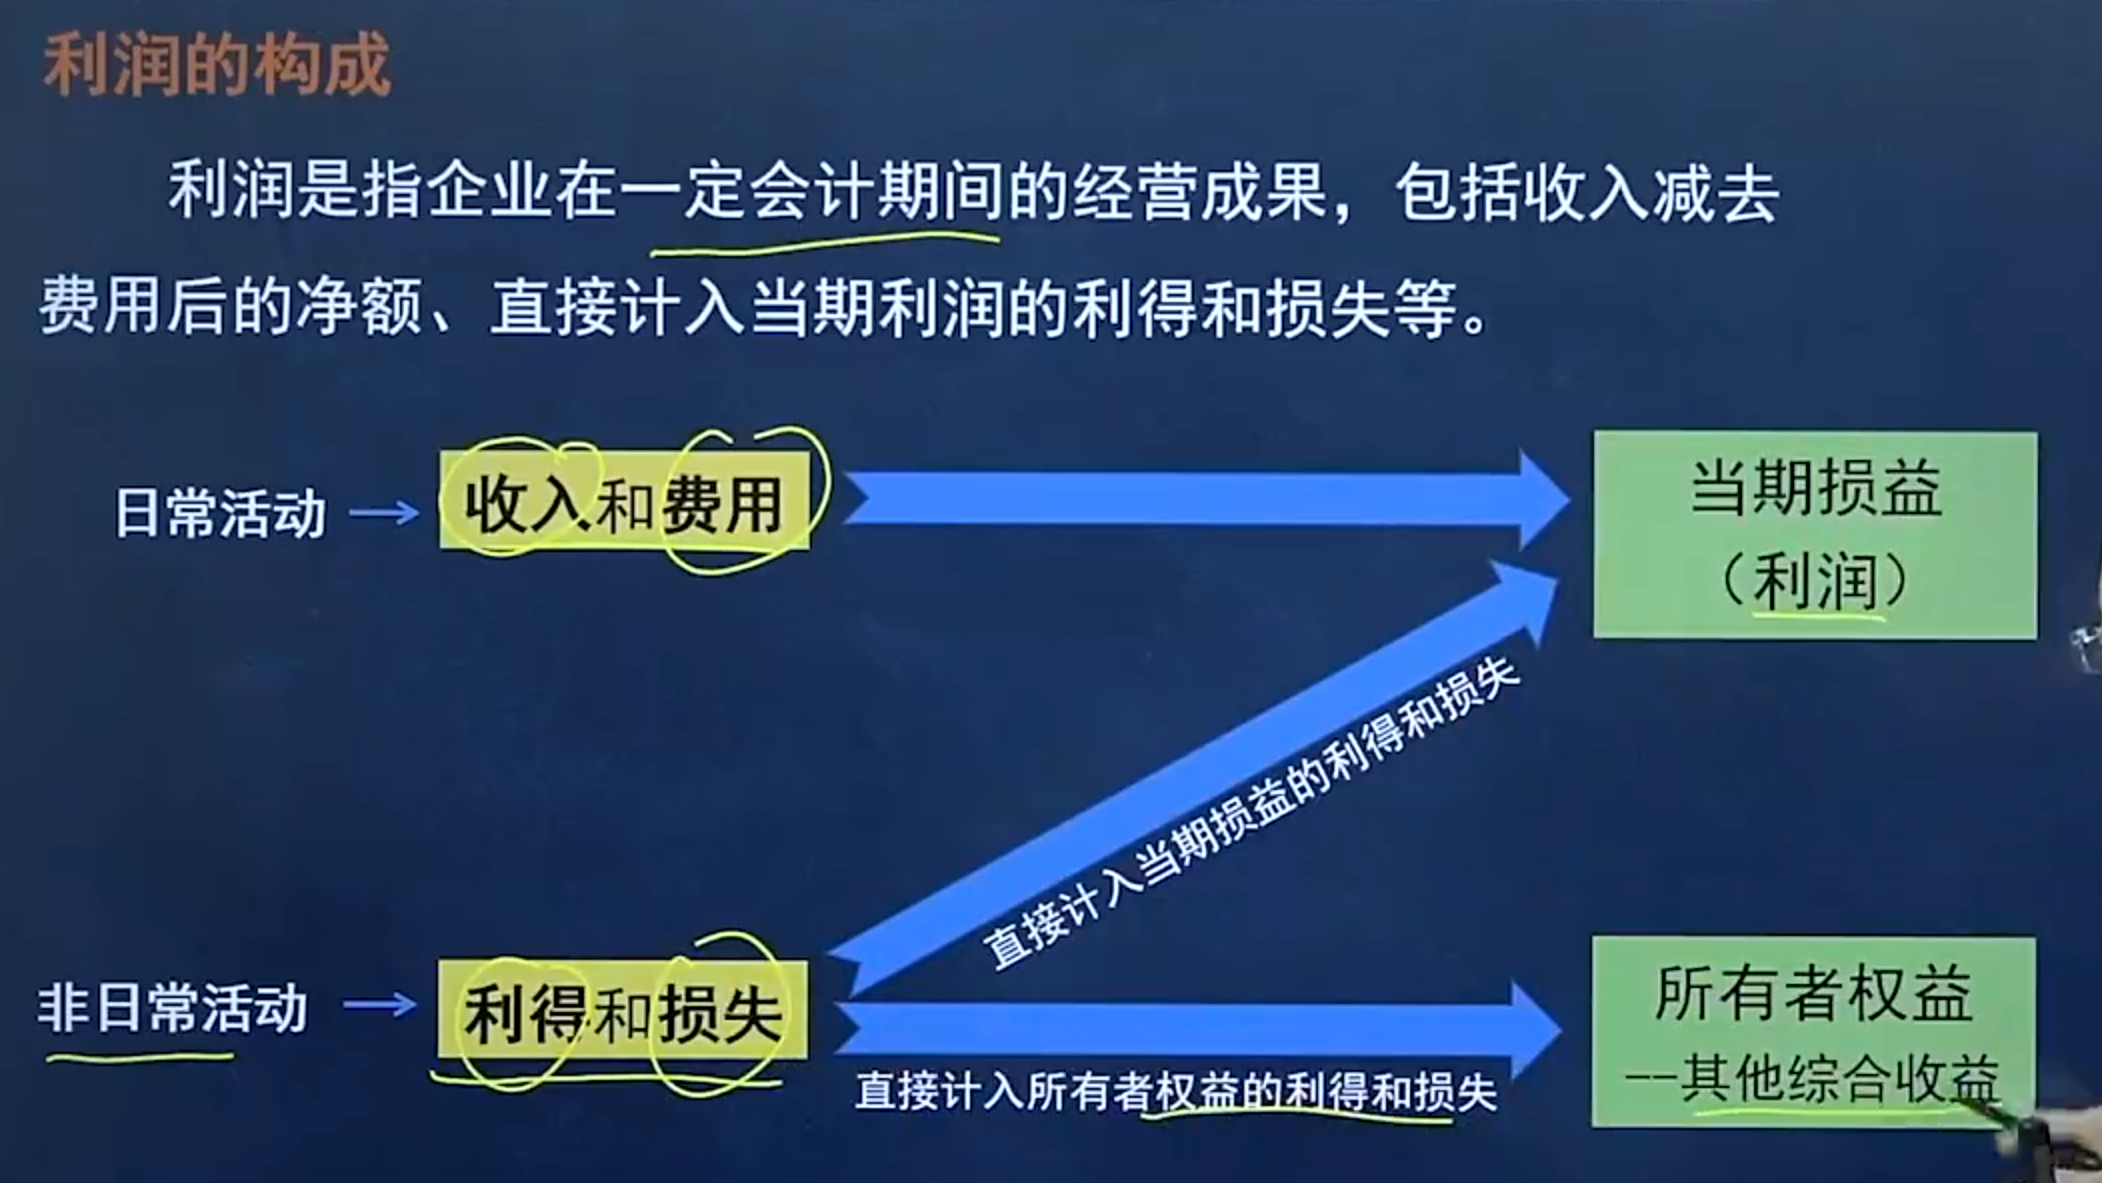 利润的构成
利润是指企业在一定会计期间的经营成果，包括收入减去
费用后的净额、直接计入当期利润的利得和损失等。
日常活动 → 收入和费用
当期损益
（利润）
直接计入当期损益的利得和损失
非日常活动 → 利得和损失
直接计入所有者权益的利得和损失
所有者权益
--其他综合收益